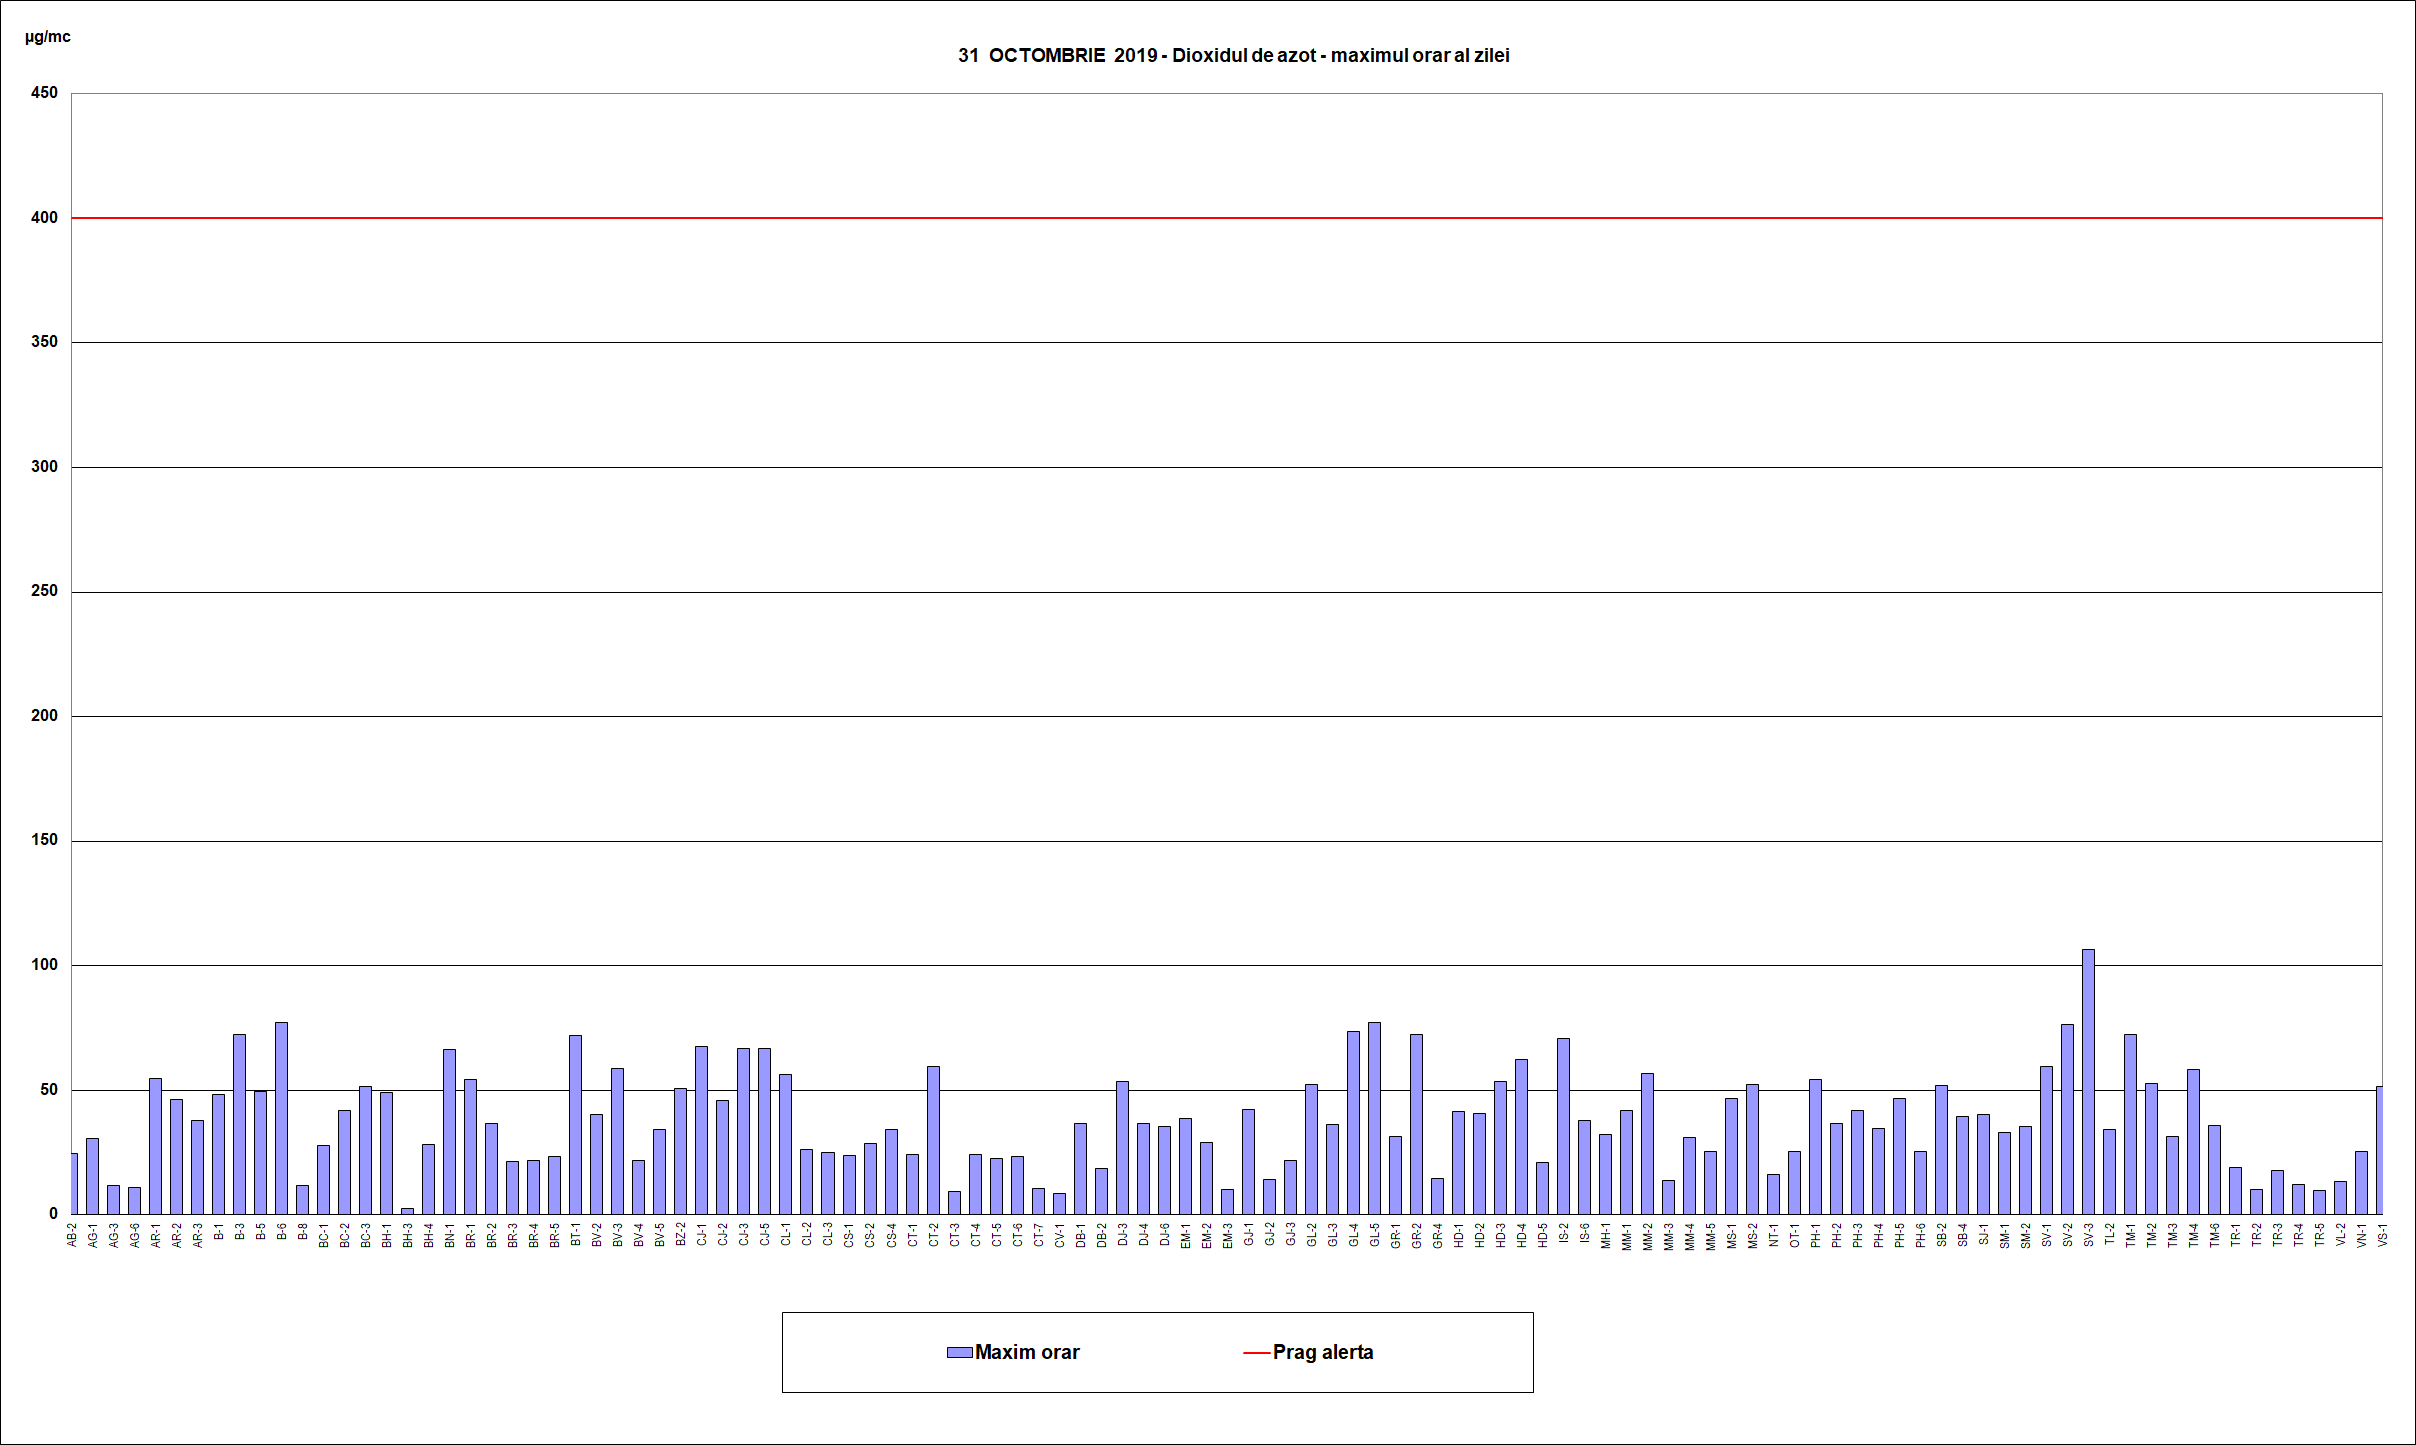 µg/mc
31 OCTOMBRIE 2019 - Dioxidul de azot - maximul orar al zilei
450
400
350
300
250
200
150
100
50
0
AB-2 AG-1 AG-3 AG-6 AR-1 AR-2 AR-3 B-1 B-3 B-5 B-6 B-8 BC-1 BC-2 BC-3 BH-1 BH-3 BH-4 BN-1 BR-1 BR-2 BR-3 BR-4 BR-5 BT-1 BV-2 BV-3 BV-4 BV-5 BZ-2 CJ-1 CJ-2 CJ-3 CJ-5 CL-1 CL-2 CL-3 CS-1 CS-2 CS-4 CT-1 CT-2 CT-3 CT-4 CT-5 CT-6 CT-7 CV-1 DB-1 DB-2 DJ-3 DJ-4 DJ-6 EM-1 EM-2 EM-3 GJ-1 GJ-2 GJ-3 GL-2 GL-3 GL-4 GL-5 GR-1 GR-2 GR-4 HD-1 HD-2 HD-3 HD-4 HD-5 IS-2 IS-6 MH-1 MM-1 MM-2 MM-3 MM-4 MM-5 MS-1 MS-2 NT-1 OT-1 PH-1 PH-2 PH-3 PH-4 PH-5 PH-6 SB-2 SB-4 SJ-1 SM-1 SM-2 SV-1 SV-2 SV-3 TL-2 TM-1 TM-2 TM-3 TM-4 TM-6 TR-1 TR-2 TR-3 TR-4 TR-5 VL-2 VN-1 VS-1
Maxim orar Prag alerta